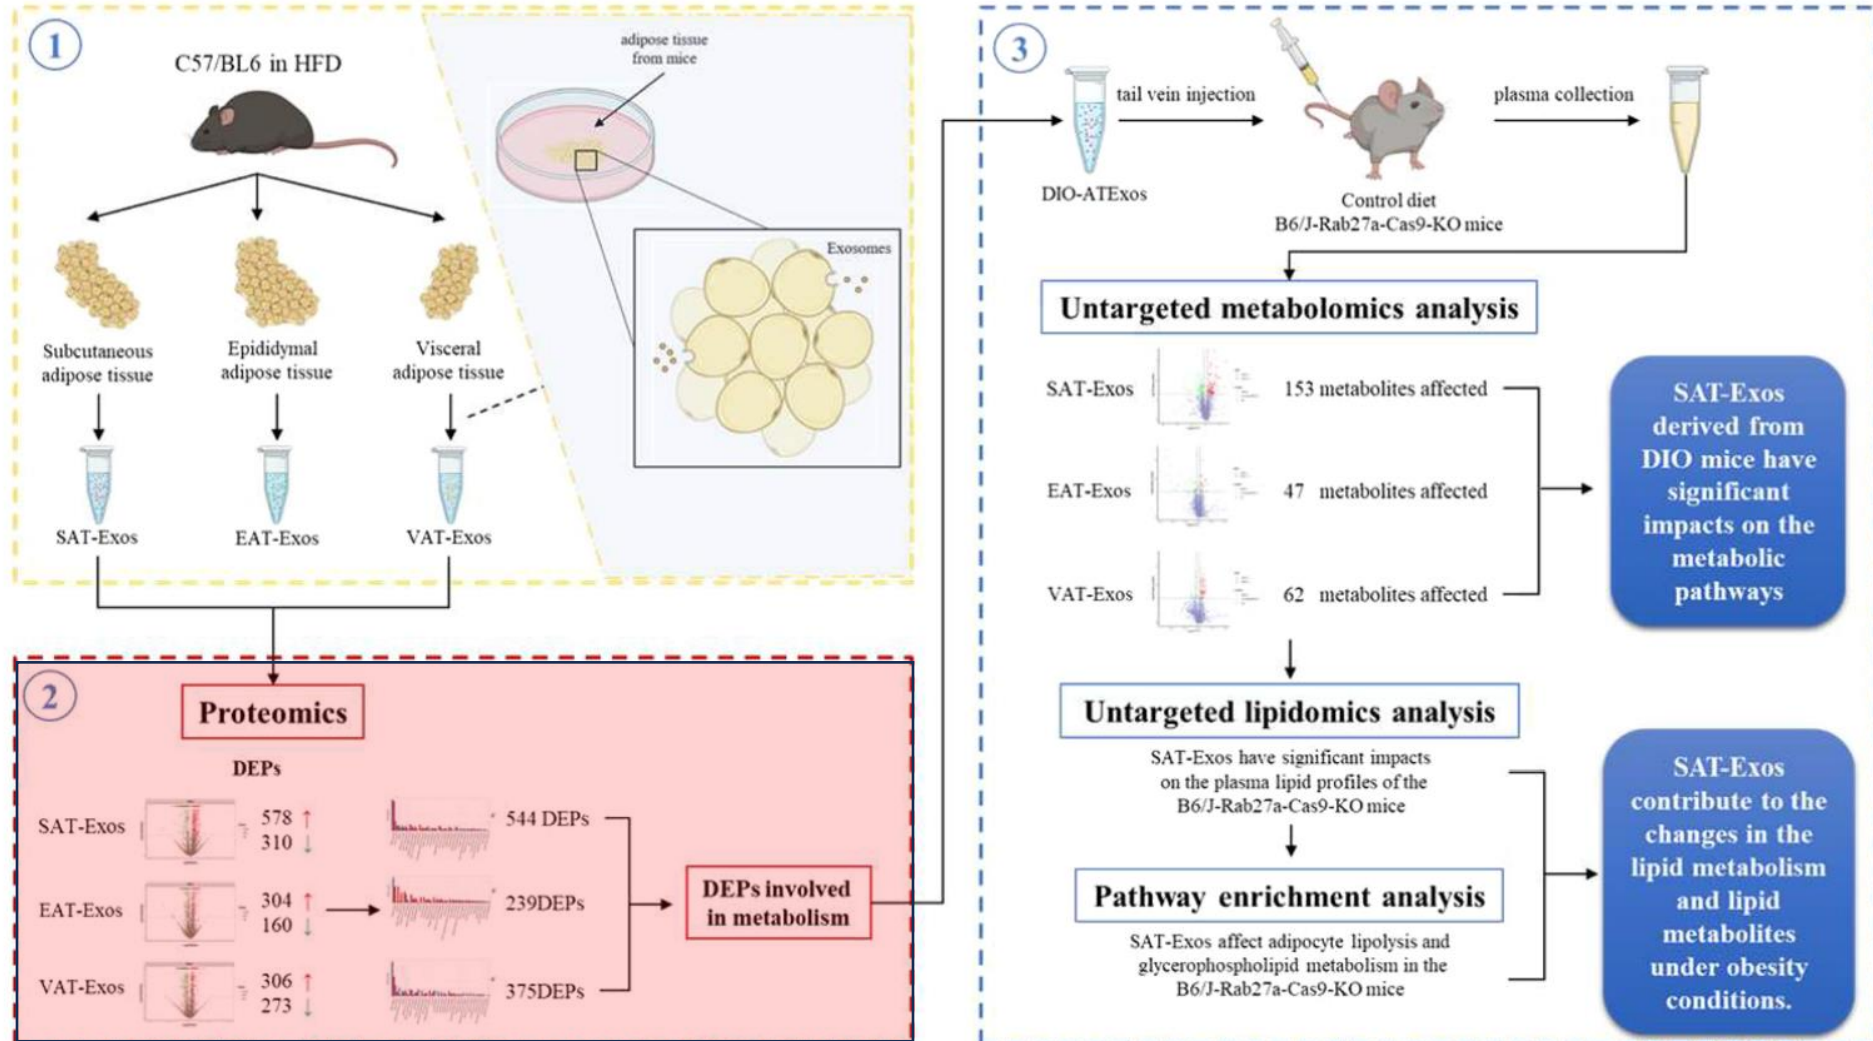 1
C57/BL6 in HFD
adipose tissue
from mice
Exosomes
Subcutaneous
adipose tissue
Epididymal
adipose tissue
Visceral
adipose tissue
SAT-Exos
EAT-Exos
VAT-Exos
2
Proteomics
DEPs
SAT-Exos
578 ↑
310 ↓
544 DEPs
EAT-Exos
304 ↑
160 ↓
239DEPs
VAT-Exos
306 ↑
273 ↓
375DEPs
DEPs involved
in metabolism
3
DIO-ATExos
tail vein injection
Control diet
B6/J-Rab27a-Cas9-KO mice
plasma collection
Untargeted metabolomics analysis
SAT-Exos
153 metabolites affected
EAT-Exos
47 metabolites affected
VAT-Exos
62 metabolites affected
SAT-Exos
derived from
DIO mice have
significant
impacts on the
metabolic
pathways
Untargeted lipidomics analysis
SAT-Exos have significant impacts
on the plasma lipid profiles of the
B6/J-Rab27a-Cas9-KO mice
Pathway enrichment analysis
SAT-Exos affect adipocyte lipolysis and
glycerophospholipid metabolism in the
B6/J-Rab27a-Cas9-KO mice
SAT-Exos
contribute to the
changes in the
lipid metabolism
and lipid
metabolites
under obesity
conditions.